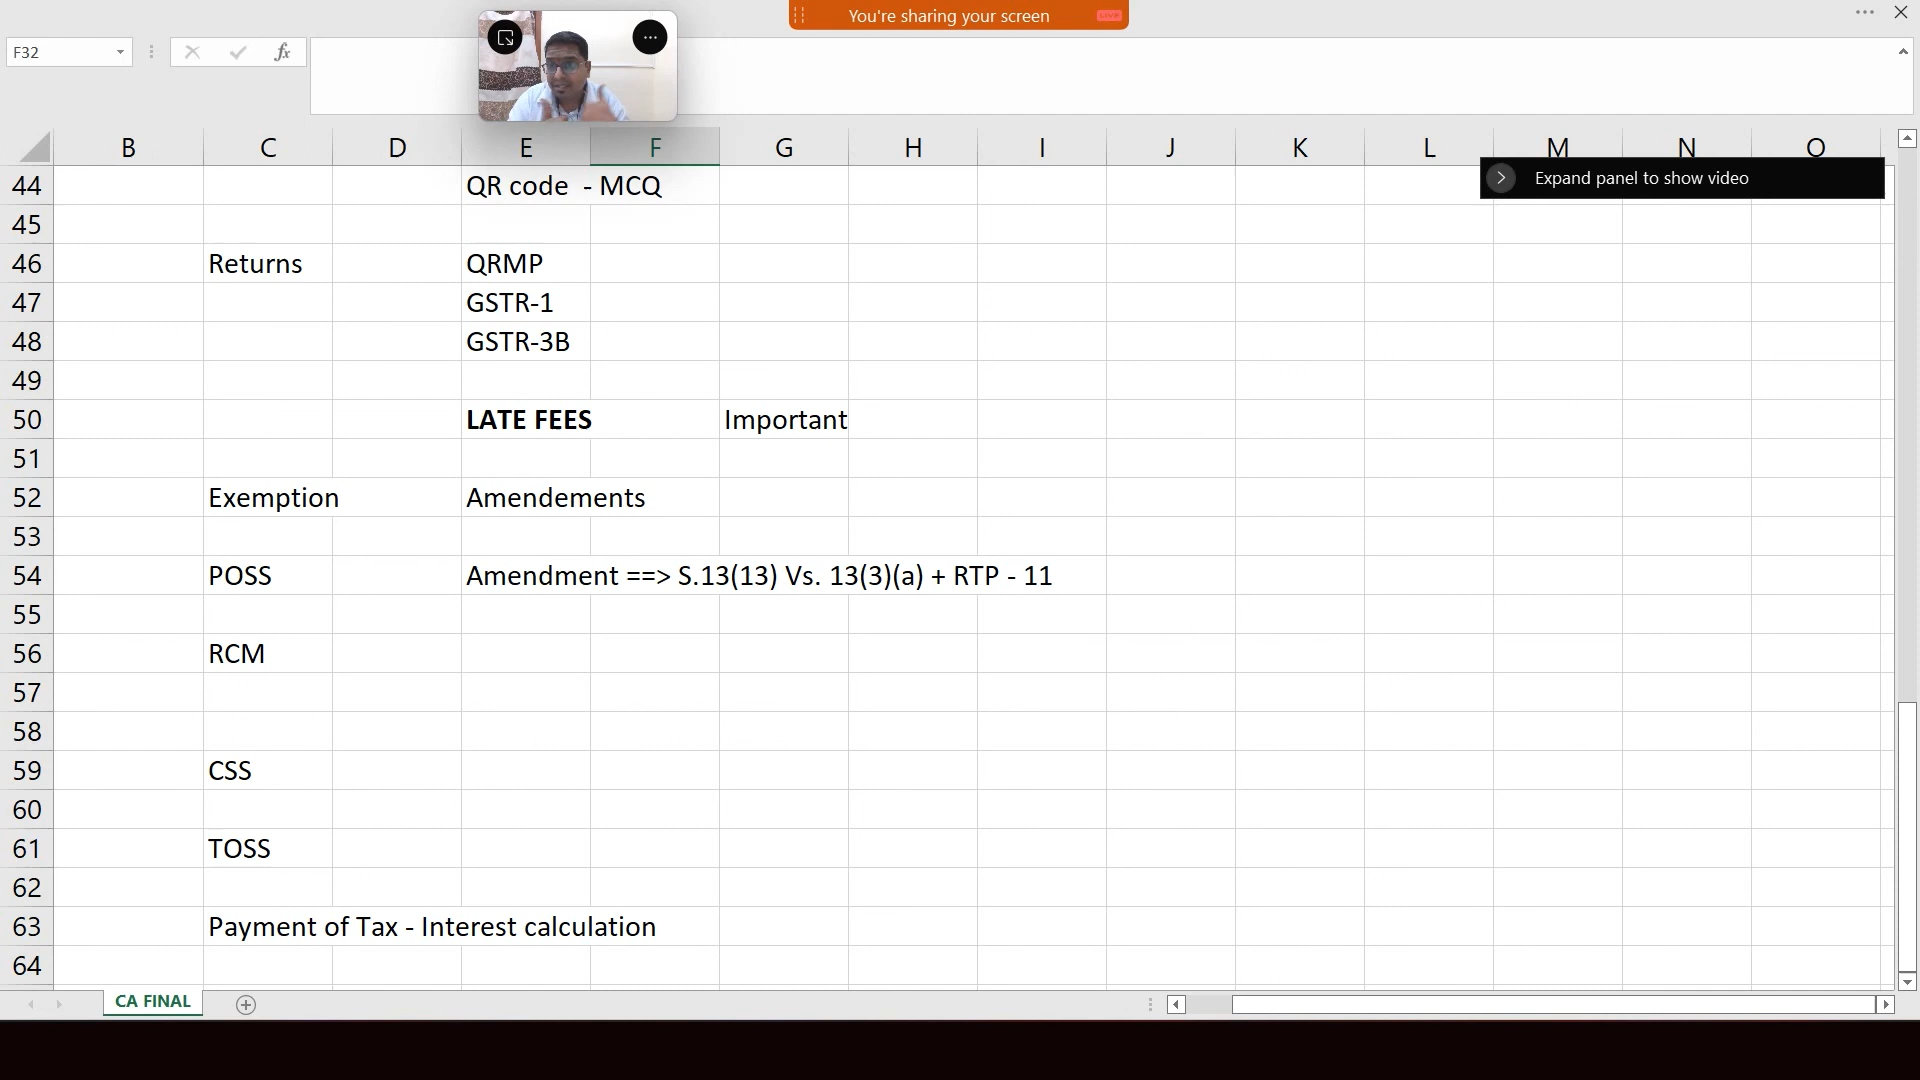 You're sharing your screen LIVE
F32 fx
B C D E F G H I J K L M N O
Expand panel to show video
44 QR code - MCQ
45
46 Returns QRMP
47 GSTR-1
48 GSTR-3B
49
50 LATE FEES Important
51
52 Exemption Amendements
53
54 POSS Amendment ==> S.13(13) Vs. 13(3)(a) + RTP - 11
55
56 RCM
57
58
59 CSS
60
61 TOSS
62
63 Payment of Tax - Interest calculation
64
CA FINAL